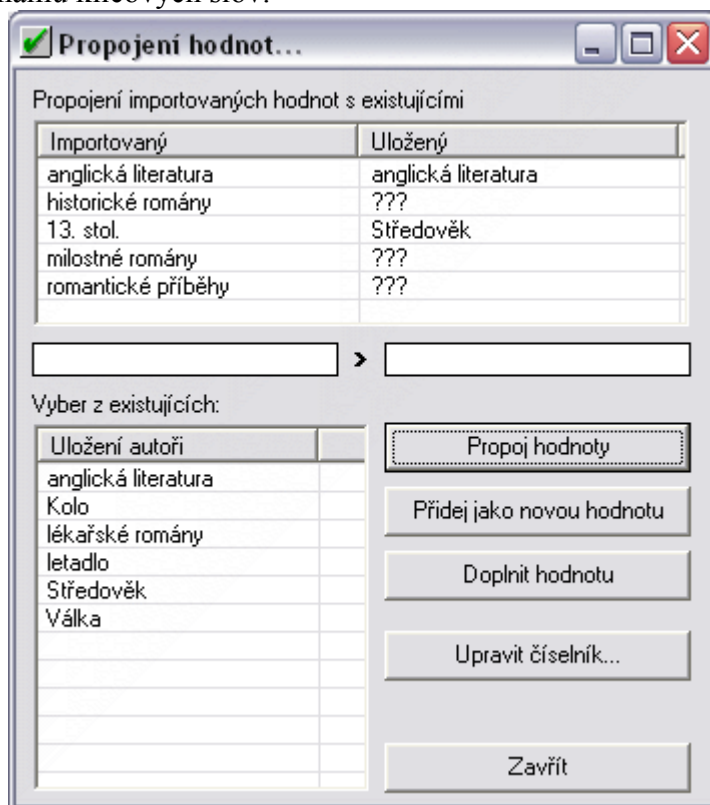 klíčových slov.
Propojení hodnot...
Propojení importovaných hodnot s existujícími
Importovaný Uložený
anglická literatura anglická literatura
historické romány ???
13. stol. Středověk
milostné romány ???
romantické příběhy ???
>
Vyber z existujících:
Uložení autoři
anglická literatura
Kolo
lékařské romány
letadlo
Středověk
Válka
Propoj hodnoty
Přidej jako novou hodnotu
Doplnit hodnotu
Upravit číselník...
Zavřít